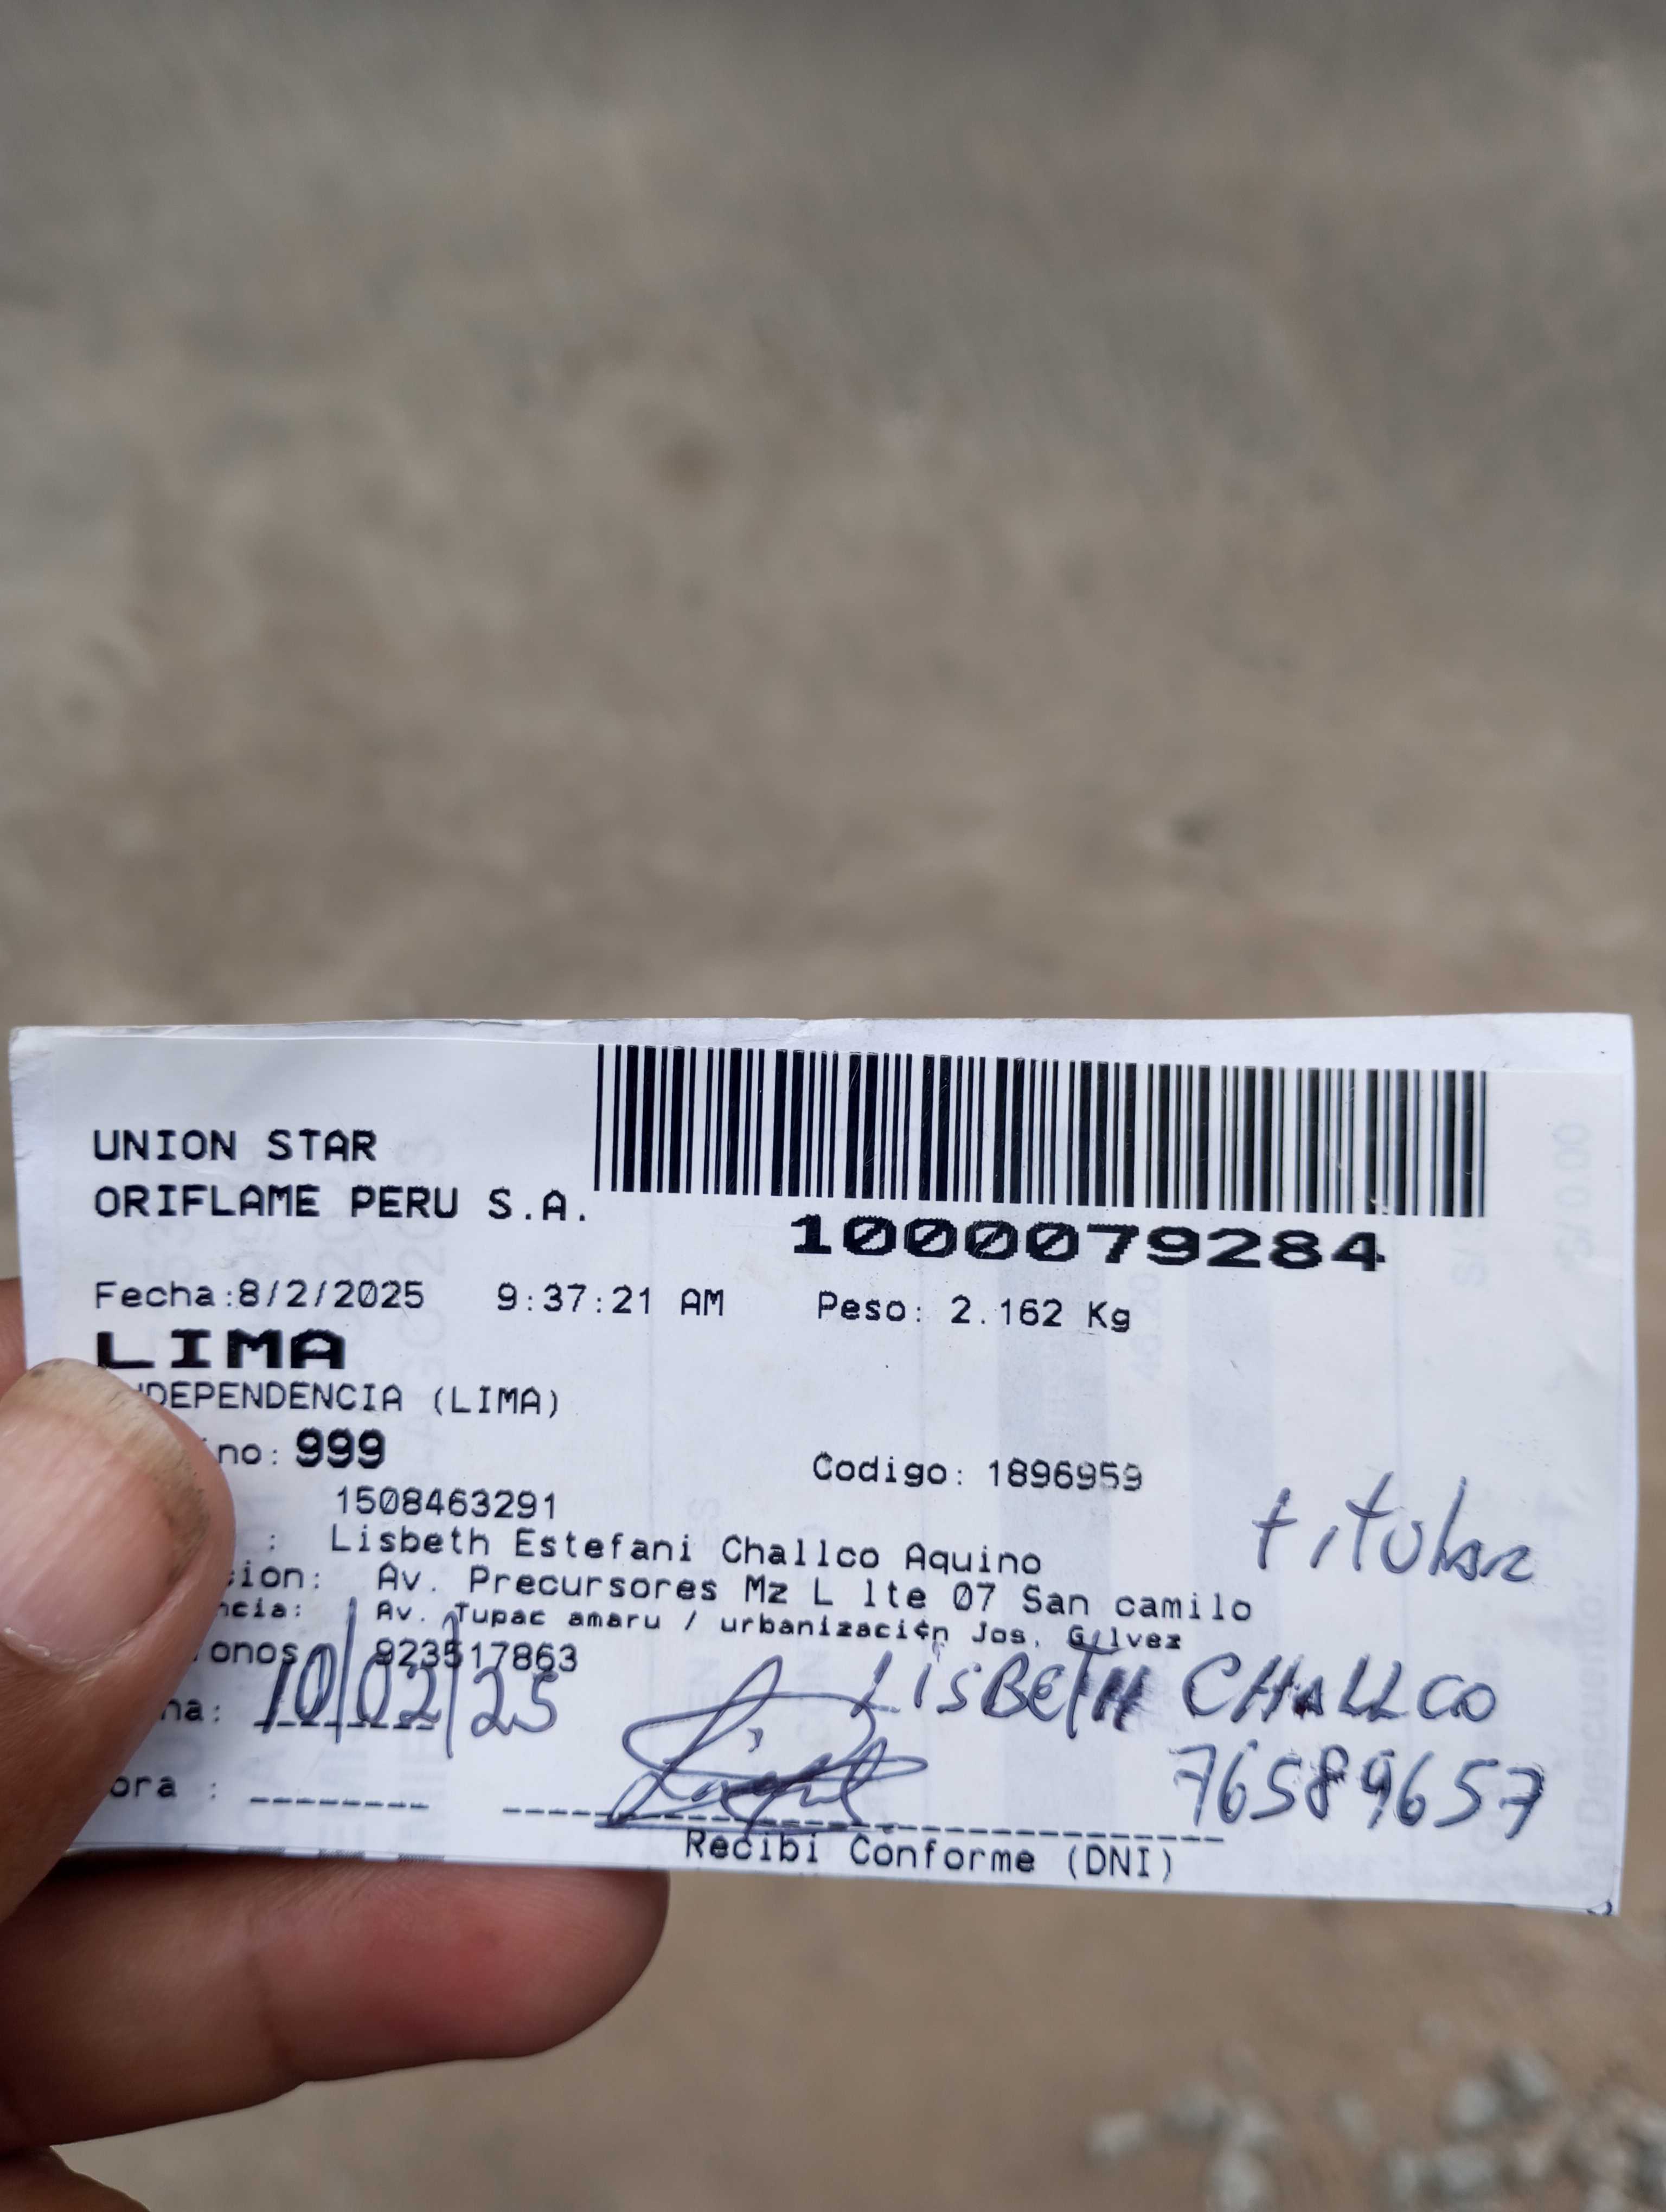 UNION STAR
ORIFLAME PERU S.A.
1000079284
Fecha:8/2/2025 9:37:21 AM Peso: 2.162 Kg
LIMA
NDEPENDENCIA (LIMA)
no: 999
Codigo: 1896959
1508463291
titular
: Lisbeth Estefani Challco Aquino
ion: Av. Precursores Mz L lte 07 San camilo
ncia: Av. Tupac amaru / urbanizaci¢n Jos, G/lvez
onos 923517863
LISBETH CHALLCO
na: 10/02/25
76589657
ora :
Recibi Conforme (DNI)